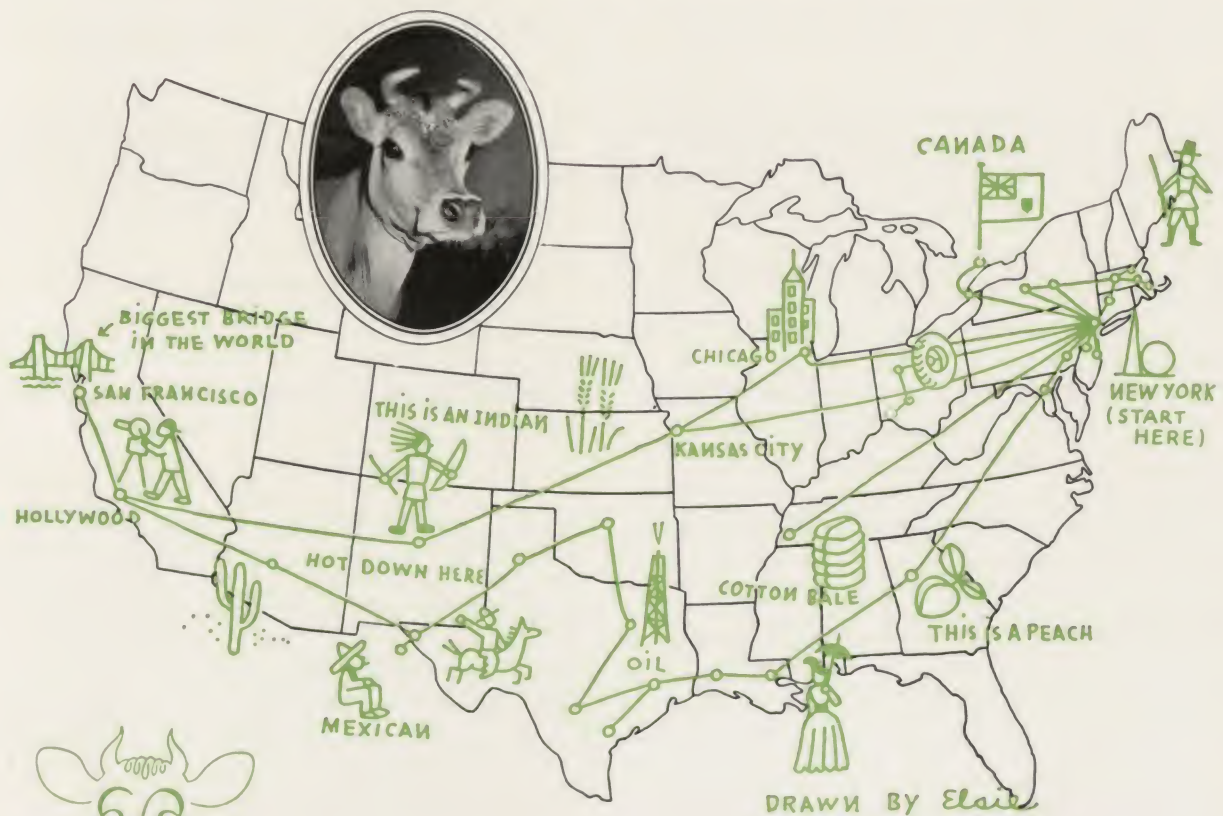 CANADA
BIGGEST BRIDGE
IN THE WORLD
SAN FRANCISCO
CHICAGO
NEW YORK
(START
HERE)
THIS IS AN INDIAN
KANSAS CITY
HOLLYWOOD
HOT DOWN HERE
COTTON BALE
THIS IS A PEACH
OIL
MEXICAN
DRAWN BY Elsie